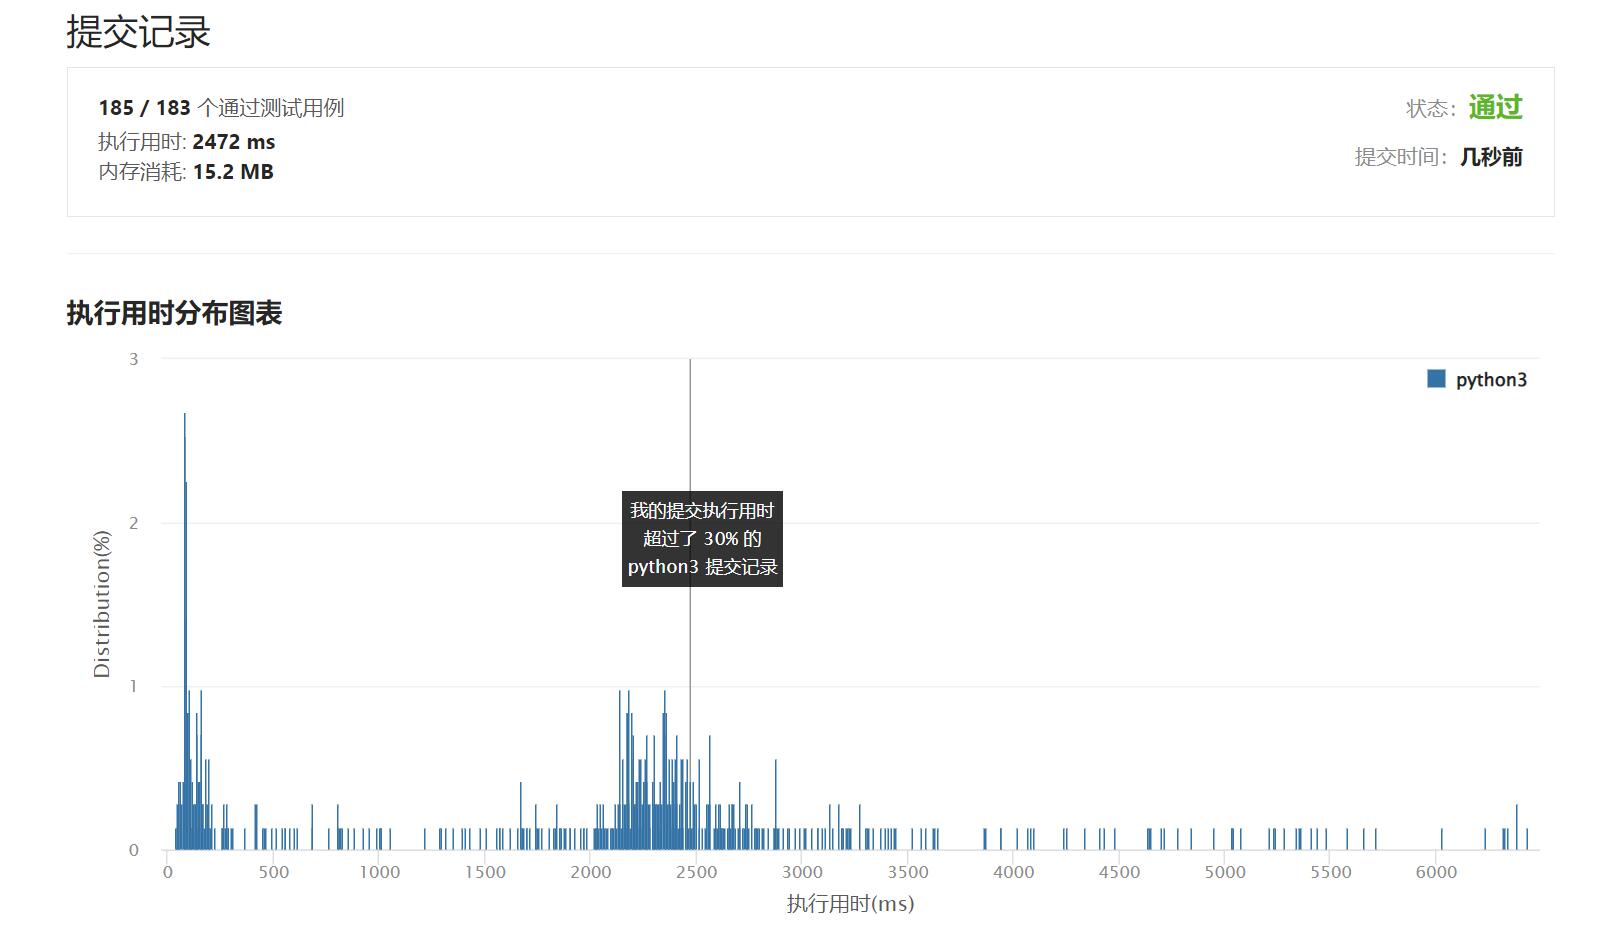 提交记录
185 / 183 个通过测试用例
状态：通过
执行用时: 2472 ms
内存消耗: 15.2 MB
提交时间：几秒前
执行用时分布图表
3
python3
我的提交执行用时
超过了 30% 的
python3 提交记录
2
Distribution(%)
1
0
0 500 1000 1500 2000 2500 3000 3500 4000 4500 5000 5500 6000
执行用时(ms)